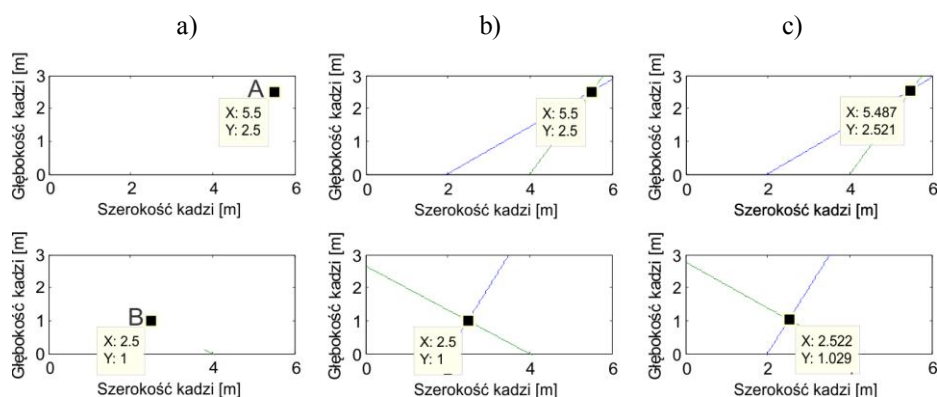 a) b) c)
Głębokość kadzi [m] Głębokość kadzi [m] Głębokość kadzi [m]
3 3 3
2 2 2
1 1 1
0 0 0
A
X: 5.5
Y: 2.5
X: 5.5
Y: 2.5
X: 5.487
Y: 2.521
0 2 4 6 0 2 4 6 0 2 4 6
Szerokość kadzi [m] Szerokość kadzi [m] Szerokość kadzi [m]
Głębokość kadzi [m] Głębokość kadzi [m] Głębokość kadzi [m]
3 3 3
2 2 2
1 1 1
0 0 0
B
X: 2.5
Y: 1
X: 2.5
Y: 1
X: 2.522
Y: 1.029
0 2 4 6 0 2 4 6 0 2 4 6
Szerokość kadzi [m] Szerokość kadzi [m] Szerokość kadzi [m]